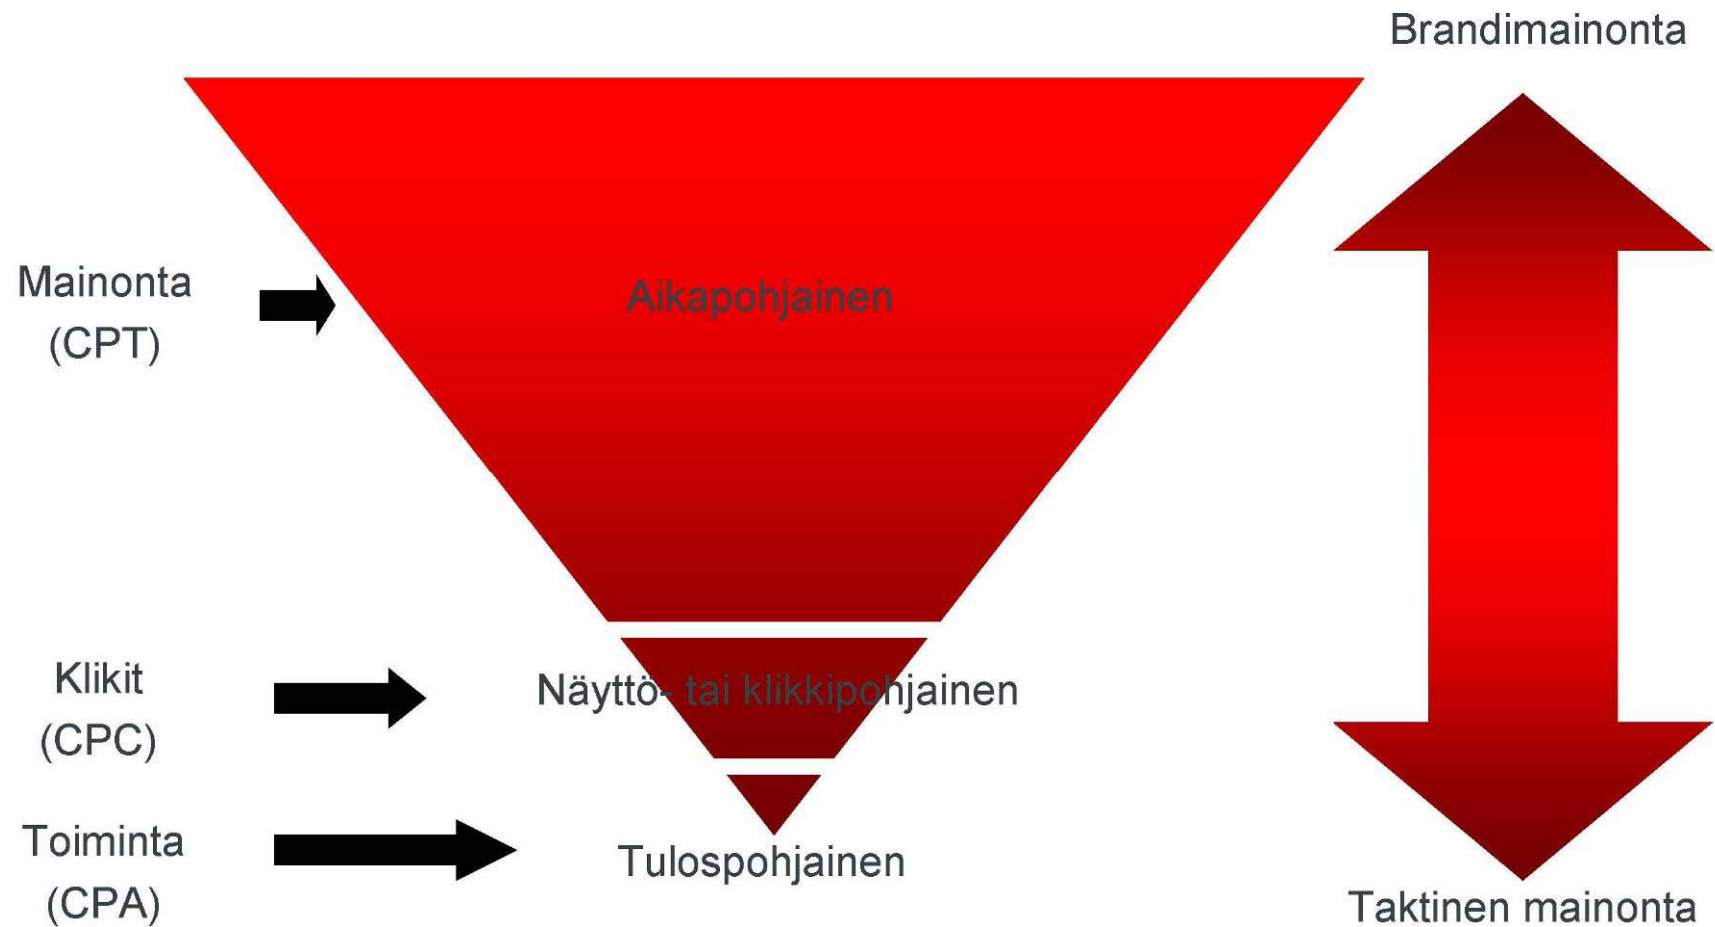 Brandimainonta
Mainonta
(CPT)
Aikapohjainen
Klikit
(CPC)
Näyttö- tai klikkipohjainen
Toiminta
(CPA)
Tulospohjainen
Taktinen mainonta